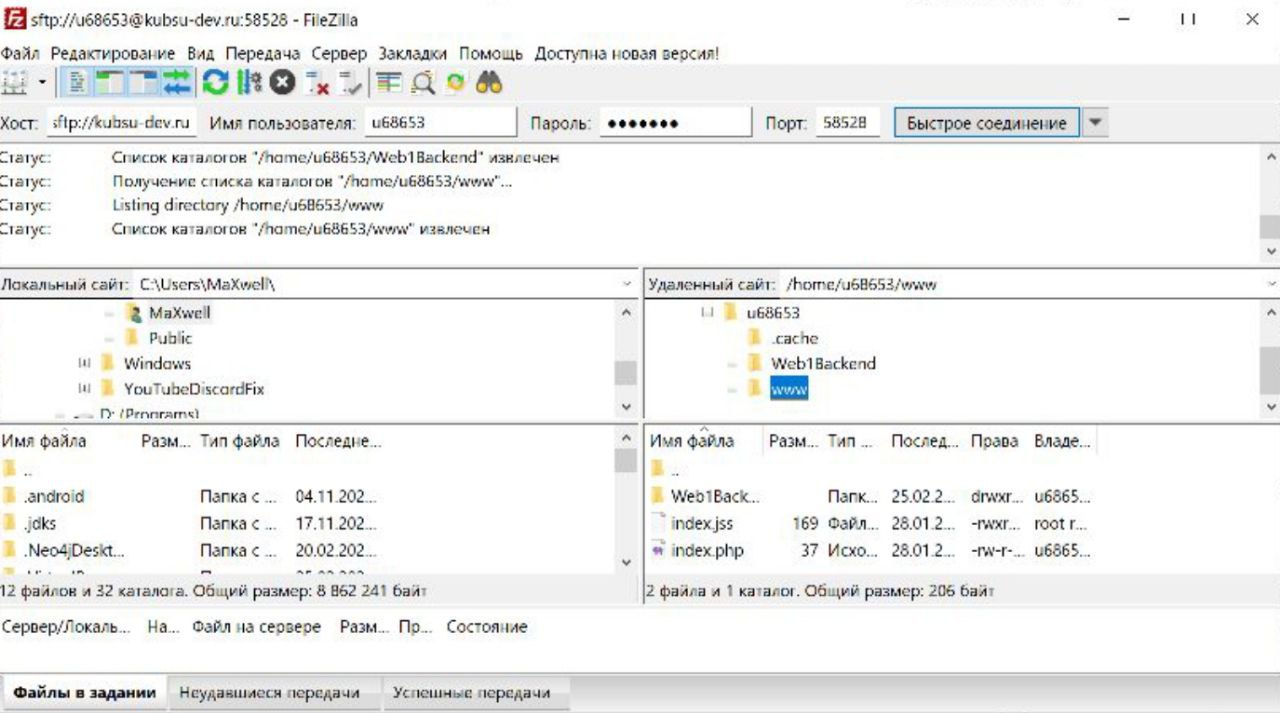 sftp://u68653@kubsu-dev.ru:58528 - FileZilla
Файл Редактирование Вид Передача Сервер Закладки Помощь Доступна новая версия!
Хост: sftp://kubsu-dev.ru Имя пользователя: u68653 Пароль: ●●●●●●● Порт: 58528 Быстрое соединение
Статус: Список каталогов "/home/u68653/Web1Backend" извлечен
Статус: Получение списка каталогов "/home/u68653/www"...
Статус: Listing directory /home/u68653/www
Статус: Список каталогов "/home/u68653/www" извлечен
Локальный сайт: C:\Users\MaXwell\
MaXwell
Public
Windows
YouTubeDiscordFix
D: (Programs)
Удаленный сайт: /home/u68653/www
u68653
.cache
Web1Backend
www
Имя файла Разм... Тип файла Последне...
..
.android Папка с ... 04.11.202...
.jdks Папка с ... 17.11.202...
.Neo4jDeskt... Папка с ... 20.02.202...
12 файлов и 32 каталога. Общий размер: 8 862 241 байт
Имя файла Разм... Тип ... Послед... Права Владе...
..
Web1Back... Папк... 25.02.2... drwxr... u6865...
index.jss 169 Файл... 28.01.2... -rwxr... root r...
index.php 37 Исхо... 28.01.2... -rw-r-... u6865...
2 файла и 1 каталог. Общий размер: 206 байт
Сервер/Локаль... На... Файл на сервере Разм... Пр... Состояние
Файлы в задании Неудавшиеся передачи Успешные передачи